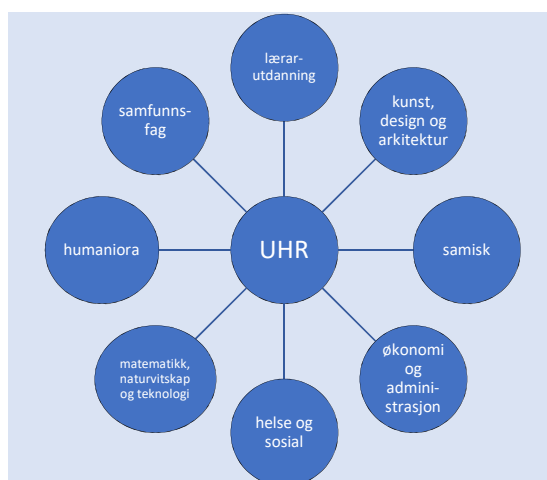 lærar-
utdanning
kunst,
design og
arkitektur
samisk
økonomi
og
admini-
strasjon
helse og
sosial
matematikk,
naturvitskap
og teknologi
humaniora
samfunns-
fag
UHR